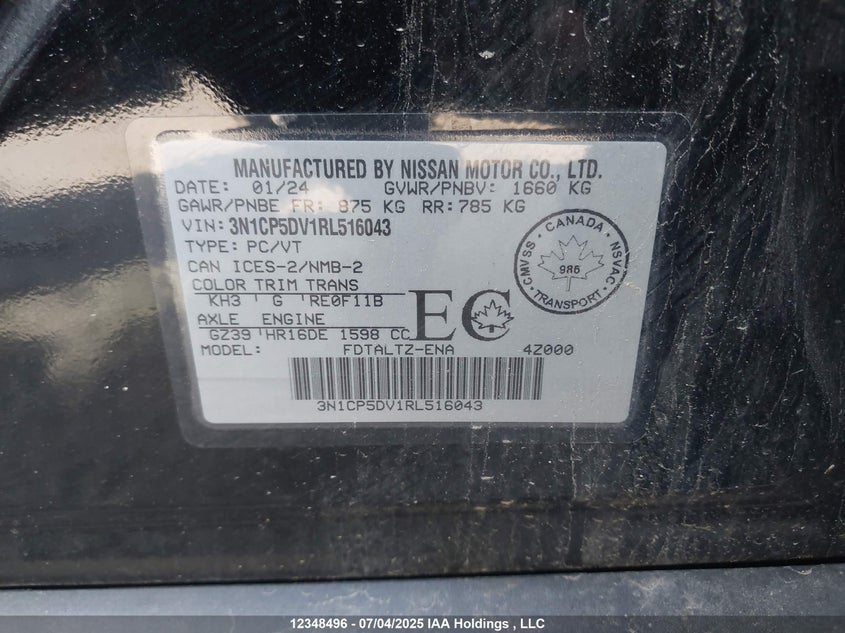 MANUFACTURED BY NISSAN MOTOR CO., LTD.
DATE: 01/24 GVWR/PNBV: 1660 KG
GAWR/PNBE FR: 875 KG RR:785 KG
VIN: 3N1CP5DV1RL516043
TYPE: PC/VT
CAN ICES-2/NMB-2
COLOR TRIM TRANS
KH3 ' G ' RE0F11B
AXLE ENGINE
GZ39 'HR16DE 1598 CC
MODEL: FDTALTZ-ENA 4Z000
EC
CMVSS · CANADA · NSVAC
985
TRANSPORT
3N1CP5DV1RL516043
12348496 - 07/04/2025 IAA Holdings , LLC